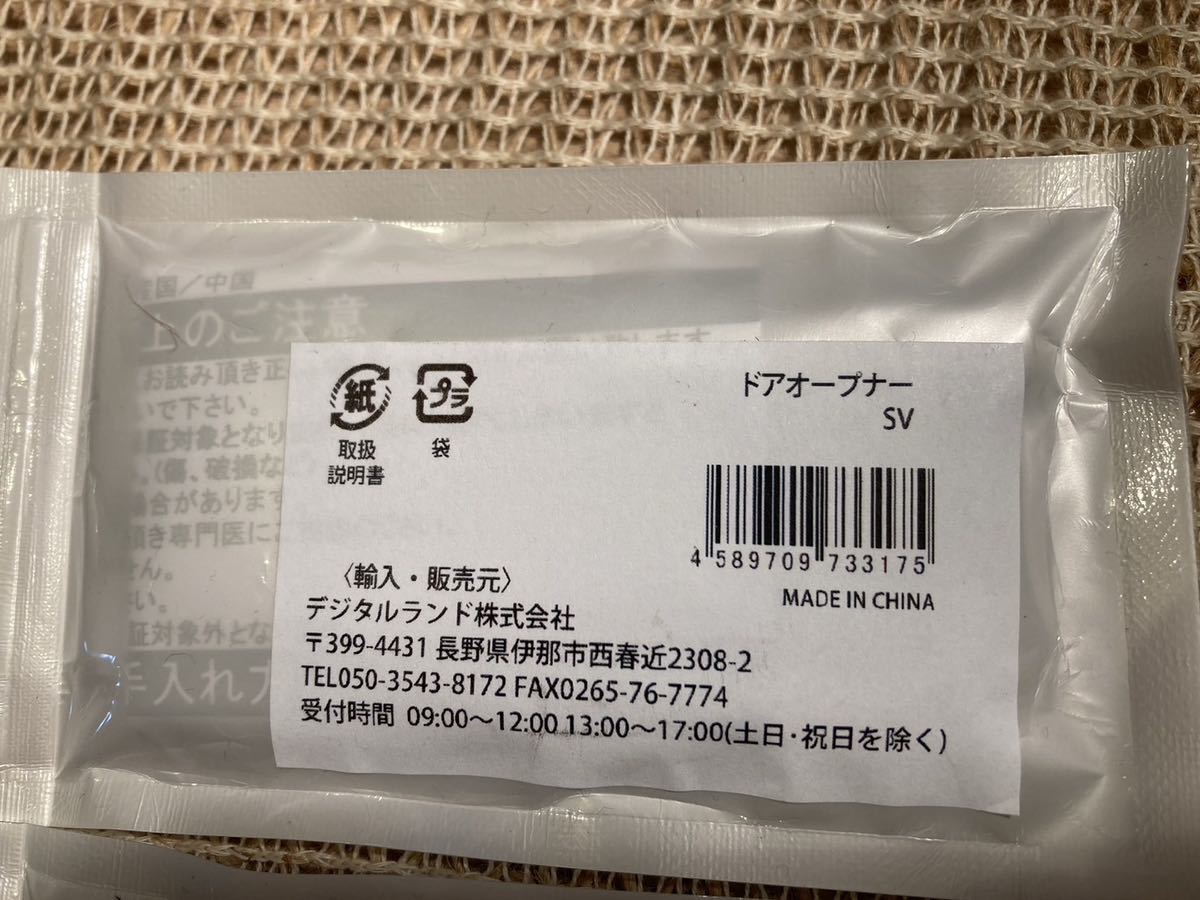 国／中国
上のご注意
お読み頂き正
いで下さい。
証対象となり
(傷、破損な
場合があります
頂き専門医に
せん。
さい。
証対象外とな
手入れ
紙
取扱
説明書
プラ
袋
ドアオープナー
SV
4 589709 733175
MADE IN CHINA
〈輸入・販売元〉
デジタルランド株式会社
〒399-4431 長野県伊那市西春近2308-2
TEL050-3543-8172 FAX0265-76-7774
受付時間 09:00～12:00 13:00～17:00(土日・祝日を除く)